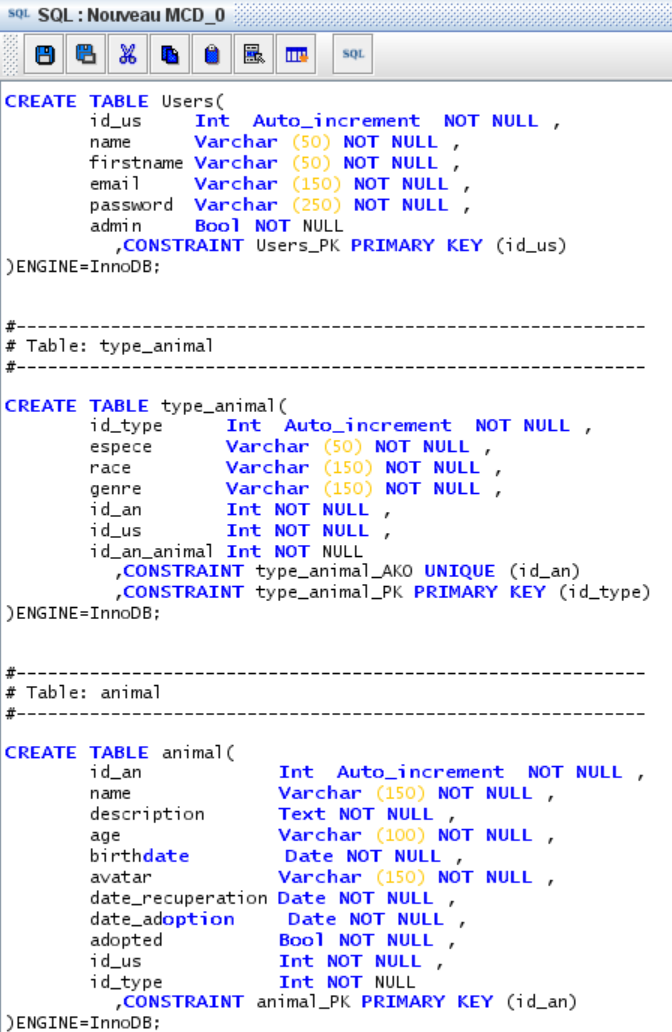 SQL SQL : Nouveau MCD_0
SQL
CREATE TABLE Users(
id_us Int Auto_increment NOT NULL ,
name Varchar (50) NOT NULL ,
firstname Varchar (50) NOT NULL ,
email Varchar (150) NOT NULL ,
password Varchar (250) NOT NULL ,
admin Bool NOT NULL
,CONSTRAINT Users_PK PRIMARY KEY (id_us)
)ENGINE=InnoDB;
#------------------------------------------------------------
# Table: type_animal
#------------------------------------------------------------
CREATE TABLE type_animal(
id_type Int Auto_increment NOT NULL ,
espece Varchar (50) NOT NULL ,
race Varchar (150) NOT NULL ,
genre Varchar (150) NOT NULL ,
id_an Int NOT NULL ,
id_us Int NOT NULL ,
id_an_animal Int NOT NULL
,CONSTRAINT type_animal_AK0 UNIQUE (id_an)
,CONSTRAINT type_animal_PK PRIMARY KEY (id_type)
)ENGINE=InnoDB;
#------------------------------------------------------------
# Table: animal
#------------------------------------------------------------
CREATE TABLE animal(
id_an Int Auto_increment NOT NULL ,
name Varchar (150) NOT NULL ,
description Text NOT NULL ,
age Varchar (100) NOT NULL ,
birthdate Date NOT NULL ,
avatar Varchar (150) NOT NULL ,
date_recuperation Date NOT NULL ,
date_adoption Date NOT NULL ,
adopted Bool NOT NULL ,
id_us Int NOT NULL ,
id_type Int NOT NULL
,CONSTRAINT animal_PK PRIMARY KEY (id_an)
)ENGINE=InnoDB;